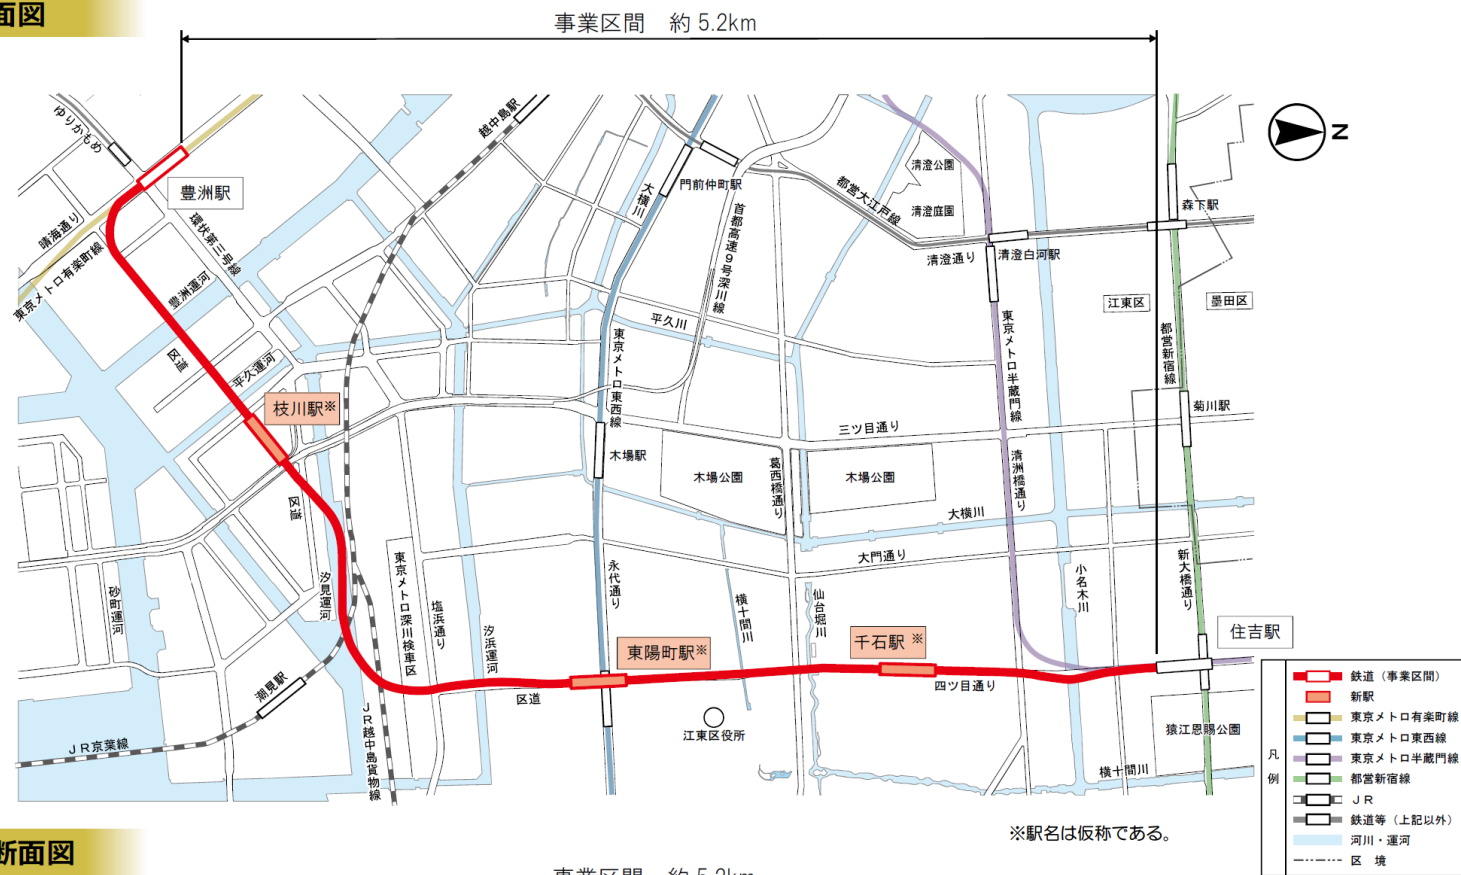 面図
事業区間　約 5.2km
N
ゆりかもめ
豊洲駅
晴海通り
東京メトロ有楽町線
環状第三号線
豊洲運河
区道
平久運河
枝川駅※
越中島駅
大横川
門前仲町駅
首都高速9号深川線
都営大江戸線
清澄公園
清澄庭園
清澄通り
清澄白河駅
森下駅
江東区
墨田区
平久川
東京メトロ東西線
東京メトロ半蔵門線
都営新宿線
菊川駅
三ツ目通り
木場駅
木場公園
葛西橋通り
木場公園
清洲橋通り
大横川
大門通り
新大橋通り
小名木川
区道
汐見運河
砂町運河
東京メトロ深川検車区
塩浜通り
汐浜運河
永代通り
横十間川
仙台堀川
東陽町駅※
千石駅 ※
住吉駅
区道
四ツ目通り
潮見駅
JR京葉線
JR越中島貨物線
江東区役所
猿江恩賜公園
横十間川
凡例
鉄道（事業区間）
新駅
東京メトロ有楽町線
東京メトロ東西線
東京メトロ半蔵門線
都営新宿線
JR
鉄道等（上記以外）
河川・運河
区　境
※駅名は仮称である。
断面図
事業区間　約 5.2km